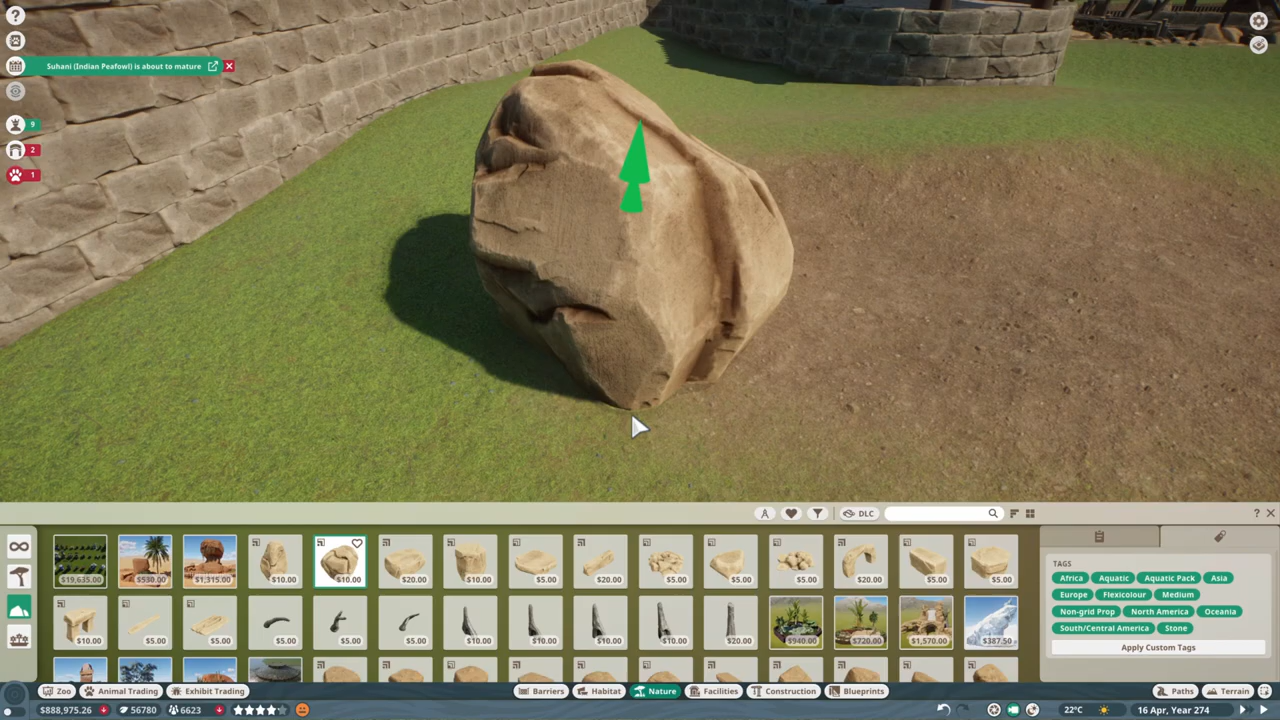 ?
Suhani (Indian Peafowl) is about to mature
9
2
1
DLC
?
$19,635.00 $530.00 $1,315.00 $10.00 $10.00 $20.00 $10.00 $5.00 $20.00 $5.00 $5.00 $5.00 $20.00 $5.00 $5.00
$10.00 $5.00 $5.00 $5.00 $5.00 $5.00 $10.00 $10.00 $10.00 $10.00 $20.00 $940.00 $720.00 $1,570.00 $387.50
TAGS
Africa Aquatic Aquatic Pack Asia
Europe Flexicolour Medium
Non-grid Prop North America Oceania
South/Central America Stone
Apply Custom Tags
Zoo Animal Trading Exhibit Trading Barriers Habitat Nature Facilities Construction Blueprints Paths Terrain
$888,975.26 56780 6623 22°C 16 Apr, Year 274